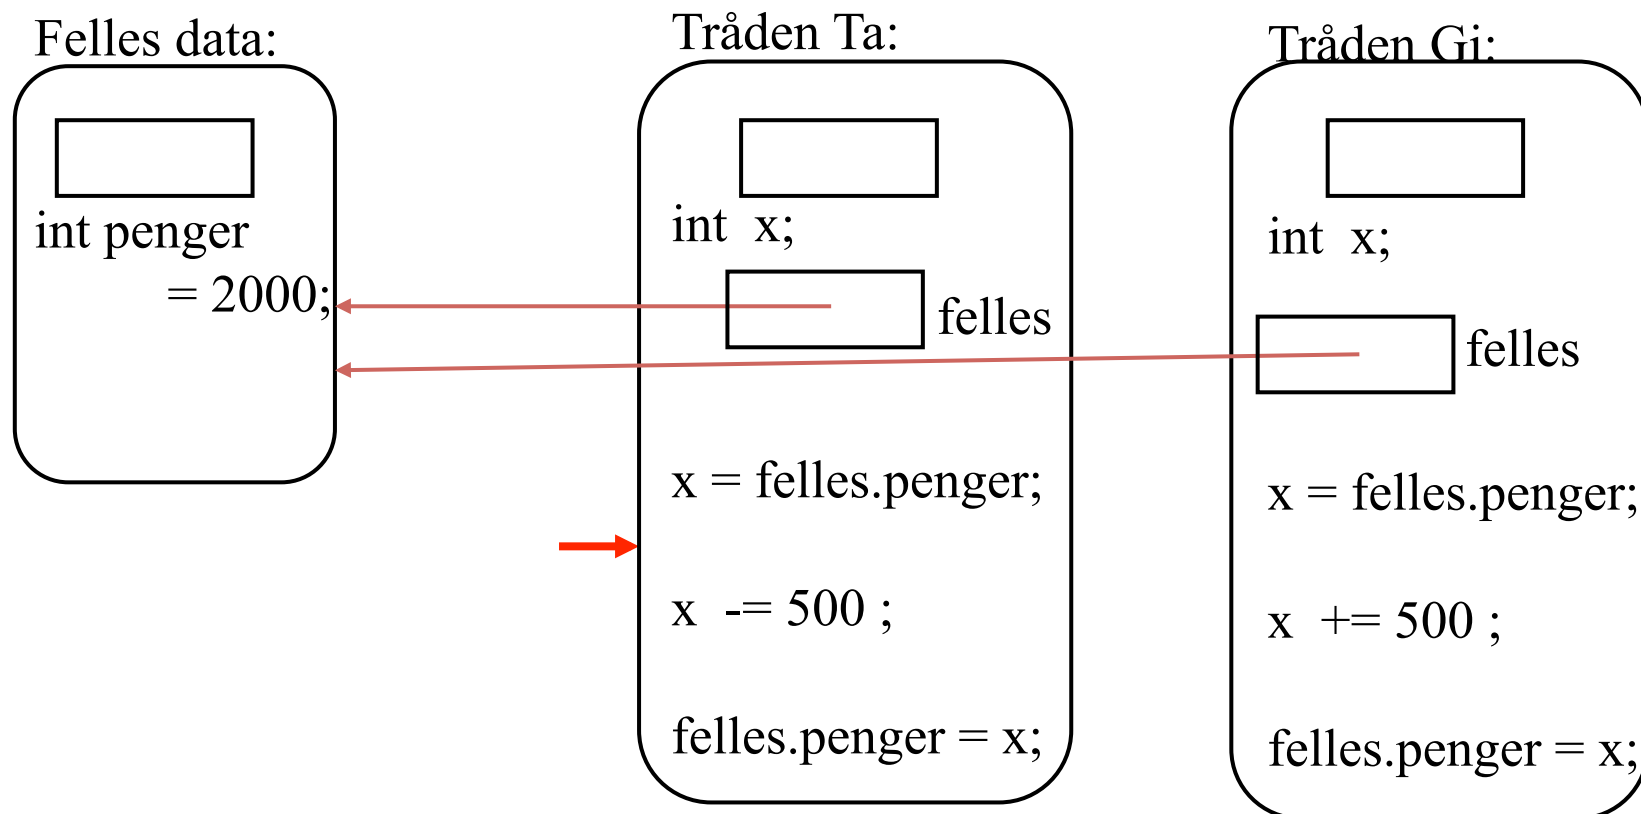 Felles data:
int penger
= 2000;
Tråden Ta:
int  x;
felles
x = felles.penger;
x  -= 500 ;
felles.penger = x;
Tråden Gi:
int  x;
felles
x = felles.penger;
x  += 500 ;
felles.penger = x;